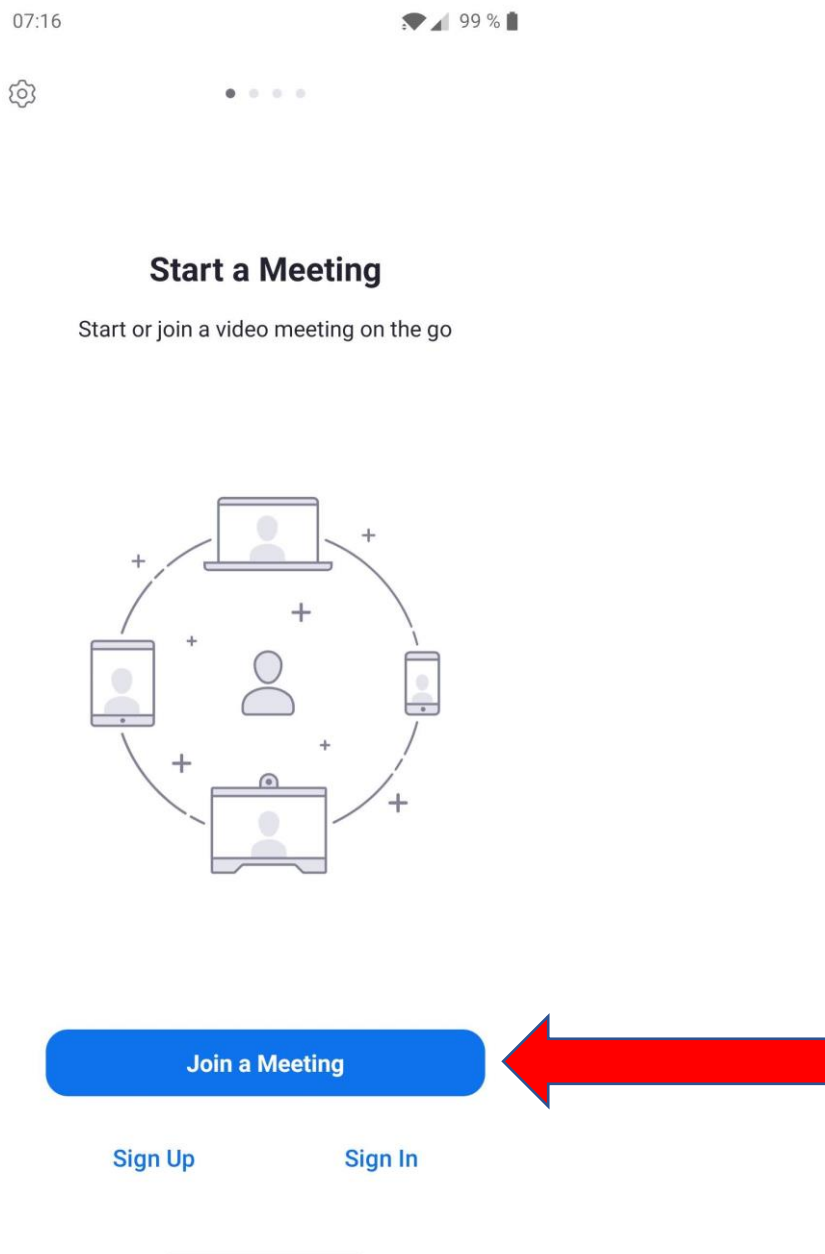 07:16 99 %
Start a Meeting
Start or join a video meeting on the go
Join a Meeting
Sign Up Sign In